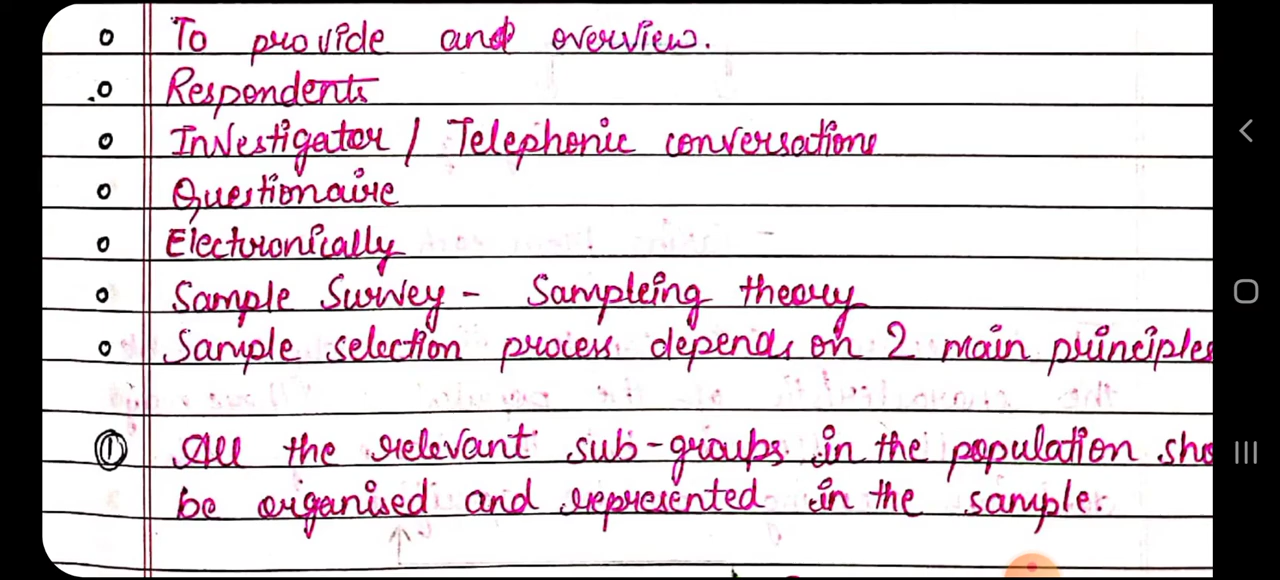 To provide and overview.
Respondents
Investigator / Telephonic conversations
Questionaire
Electronically
Sample Survey - Sampleing theory
Sample selection process depends on 2 main principles
① All the relevant sub-groups in the population sho
be organised and represented in the sample.